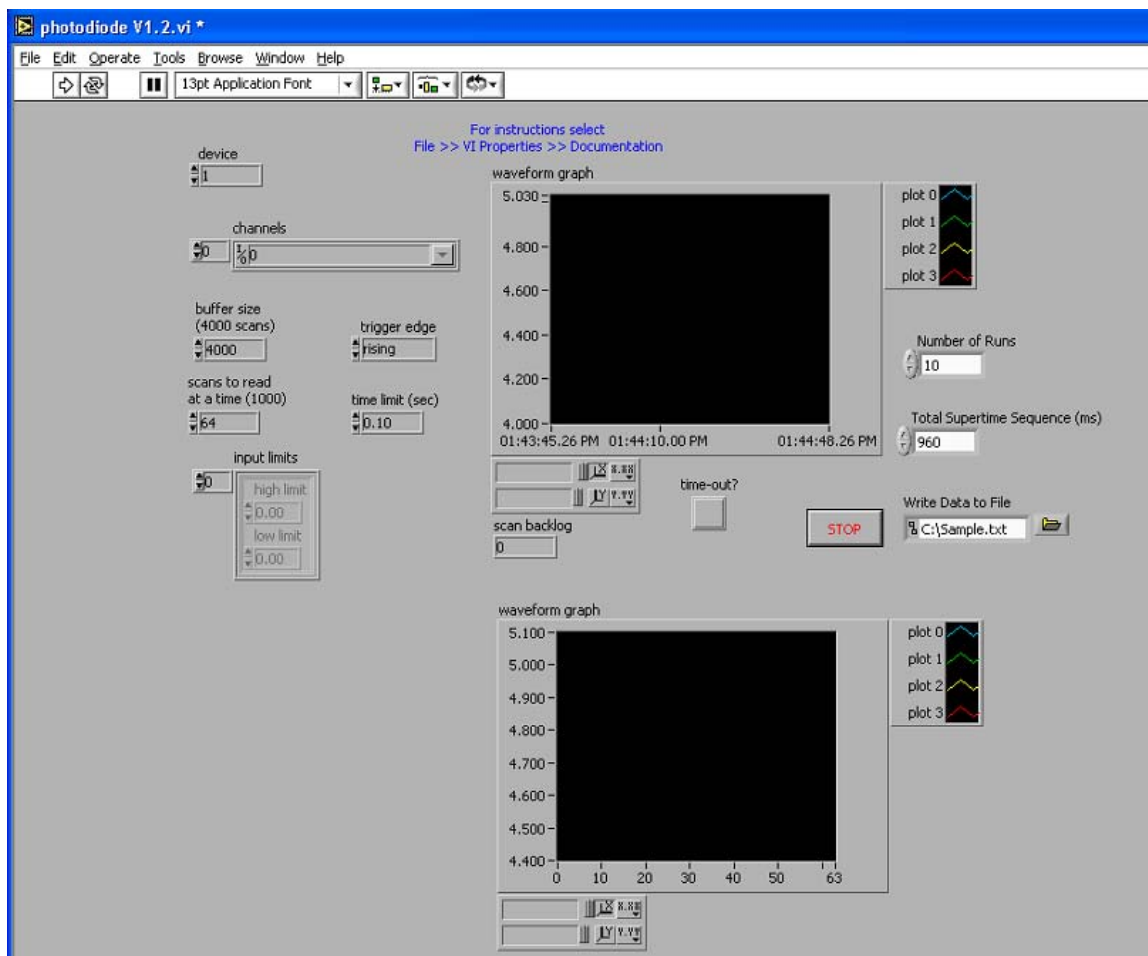 photodiode V1.2.vi *
File Edit Operate Tools Browse Window Help
13pt Application Font
For instructions select
File >> VI Properties >> Documentation
device
1
channels
0
0
buffer size
(4000 scans)
4000
trigger edge
rising
scans to read
at a time (1000)
64
time limit (sec)
0.10
input limits
0
high limit
0.00
low limit
0.00
waveform graph
5.030
4.800
4.600
4.400
4.200
4.000
01:43:45.26 PM 01:44:10.00 PM 01:44:48.26 PM
plot 0
plot 1
plot 2
plot 3
Number of Runs
10
Total Supertime Sequence (ms)
960
time-out?
STOP
Write Data to File
C:\Sample.txt
scan backlog
0
waveform graph
5.100
5.000
4.900
4.800
4.700
4.600
4.500
4.400
0 10 20 30 40 50 63
plot 0
plot 1
plot 2
plot 3